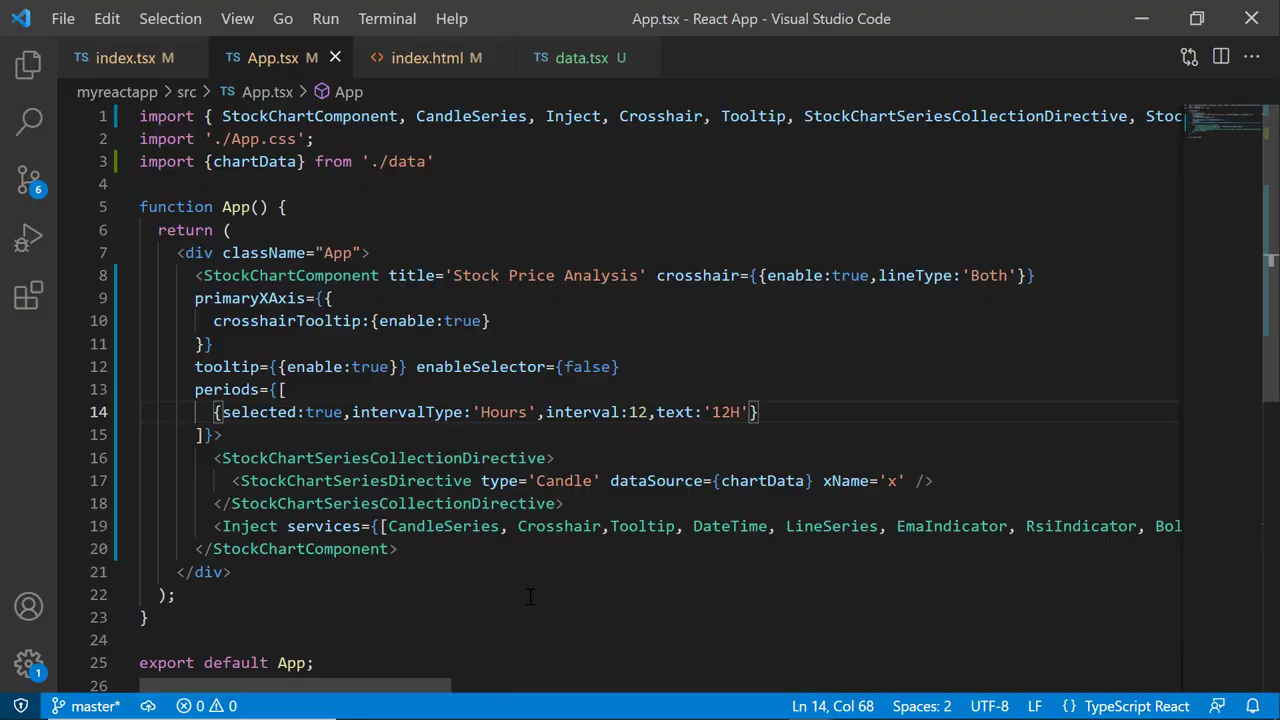 File Edit Selection View Go Run Terminal Help App.tsx - React App - Visual Studio Code
TS index.tsx M TS App.tsx M index.html M TS data.tsx U
myreactapp > src > TS App.tsx > App
1 import { StockChartComponent, CandleSeries, Inject, Crosshair, Tooltip, StockChartSeriesCollectionDirective, Stoc
2 import './App.css';
3 import {chartData} from './data'
4
5 function App() {
6 return (
7 <div className="App">
8 <StockChartComponent title='Stock Price Analysis' crosshair={{enable:true,lineType:'Both'}}
9 primaryXAxis={{
10 crosshairTooltip:{enable:true}
11 }}
12 tooltip={{enable:true}} enableSelector={false}
13 periods={[
14 {selected:true,intervalType:'Hours',interval:12,text:'12H'}
15 ]}>
16 <StockChartSeriesCollectionDirective>
17 <StockChartSeriesDirective type='Candle' dataSource={chartData} xName='x' />
18 </StockChartSeriesCollectionDirective>
19 <Inject services={[CandleSeries, Crosshair,Tooltip, DateTime, LineSeries, EmaIndicator, RsiIndicator, Bol
20 </StockChartComponent>
21 </div>
22 );
23 }
24
25 export default App;
26
6
1
master* 0 0 Ln 14, Col 68 Spaces: 2 UTF-8 LF {} TypeScript React